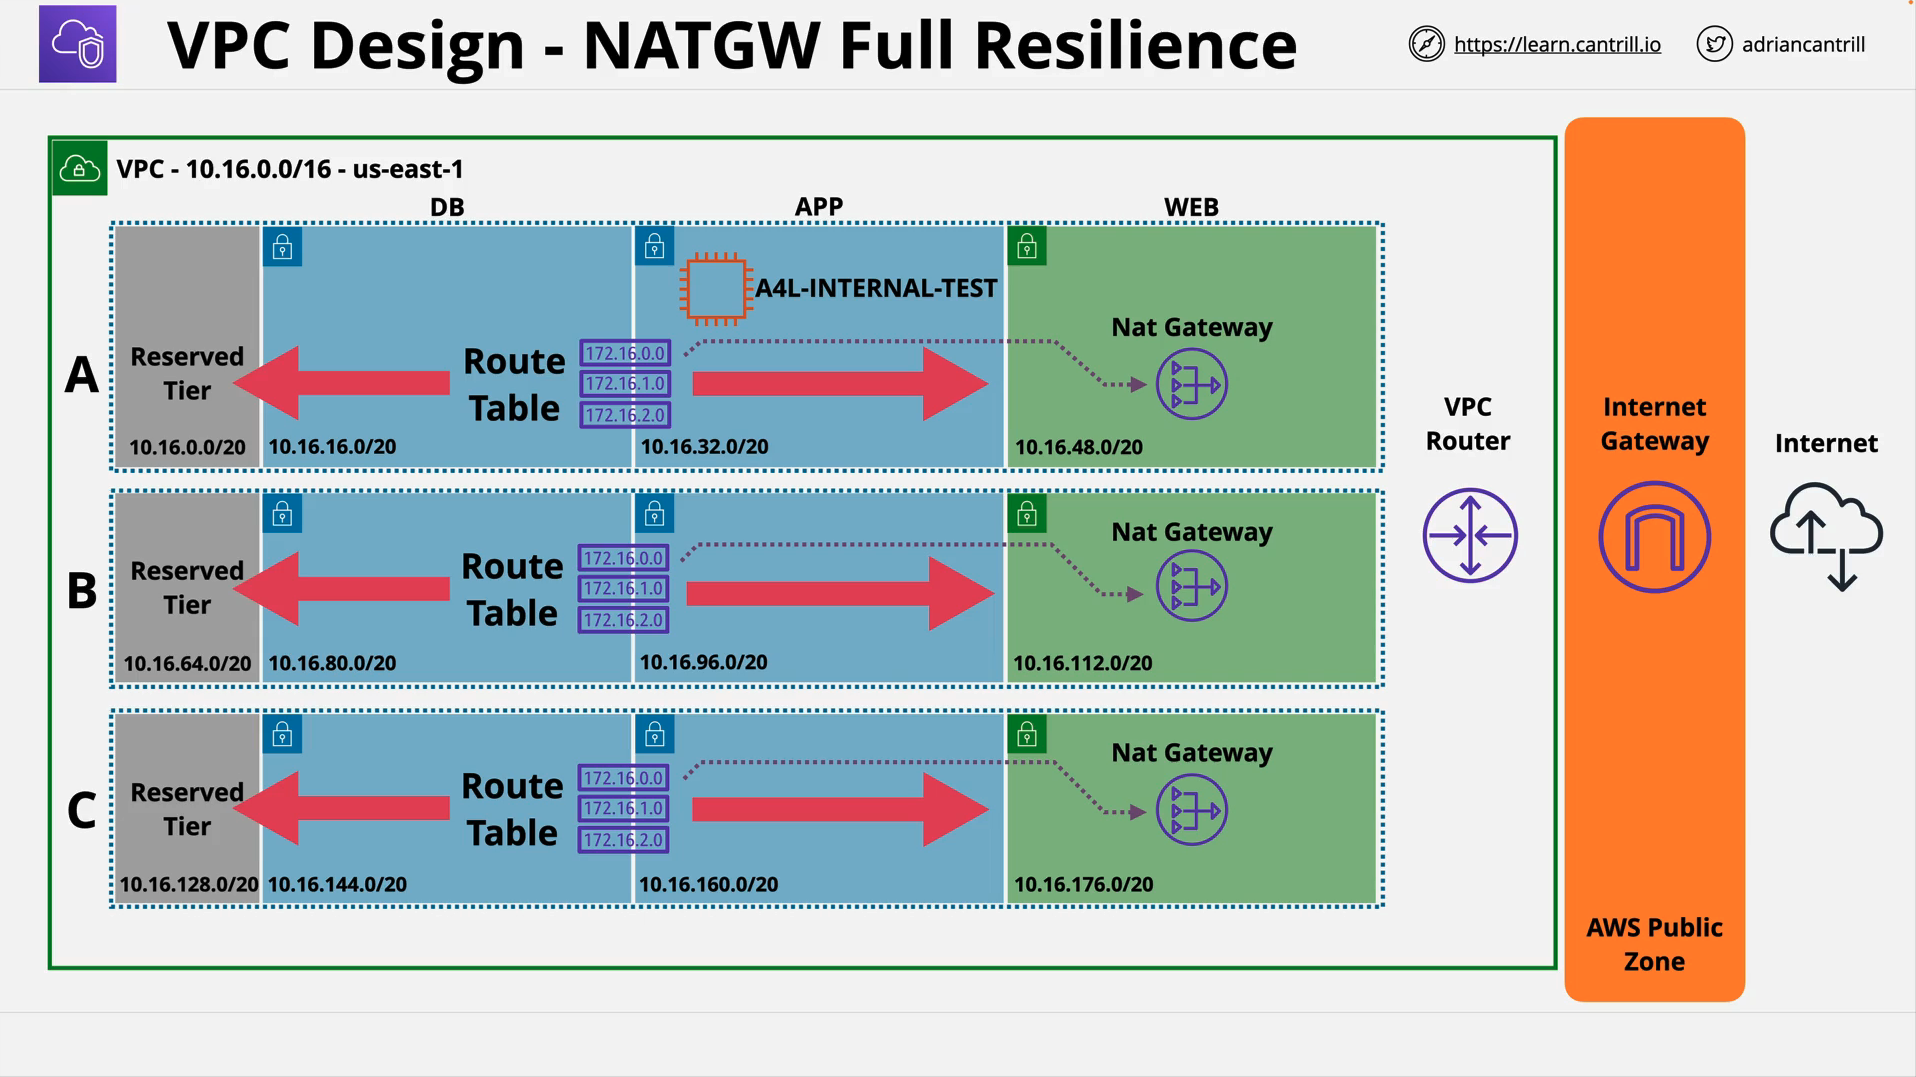 VPC Design - NATGW Full Resilience
https://learn.cantrill.io
adriancantrill
VPC - 10.16.0.0/16 - us-east-1
DB
APP
WEB
A
Reserved
Tier
10.16.0.0/20
Route
Table
172.16.0.0
172.16.1.0
172.16.2.0
10.16.16.0/20
A4L-INTERNAL-TEST
10.16.32.0/20
Nat Gateway
10.16.48.0/20
B
Reserved
Tier
10.16.64.0/20
Route
Table
172.16.0.0
172.16.1.0
172.16.2.0
10.16.80.0/20
10.16.96.0/20
Nat Gateway
10.16.112.0/20
C
Reserved
Tier
10.16.128.0/20
Route
Table
172.16.0.0
172.16.1.0
172.16.2.0
10.16.144.0/20
10.16.160.0/20
Nat Gateway
10.16.176.0/20
VPC
Router
Internet
Gateway
AWS Public
Zone
Internet